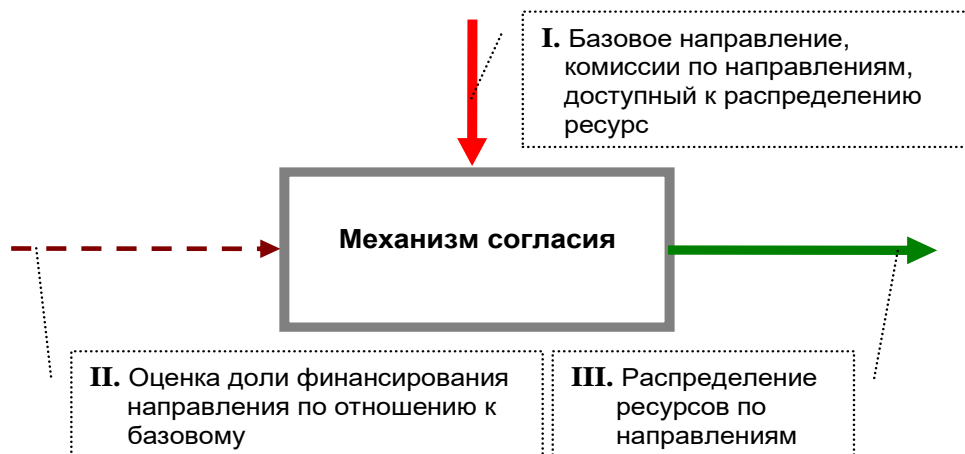 I. Базовое направление,
комиссии по направлениям,
доступный к распределению
ресурс
Механизм согласия
II. Оценка доли финансирования
направления по отношению к
базовому
III. Распределение
ресурсов по
направлениям